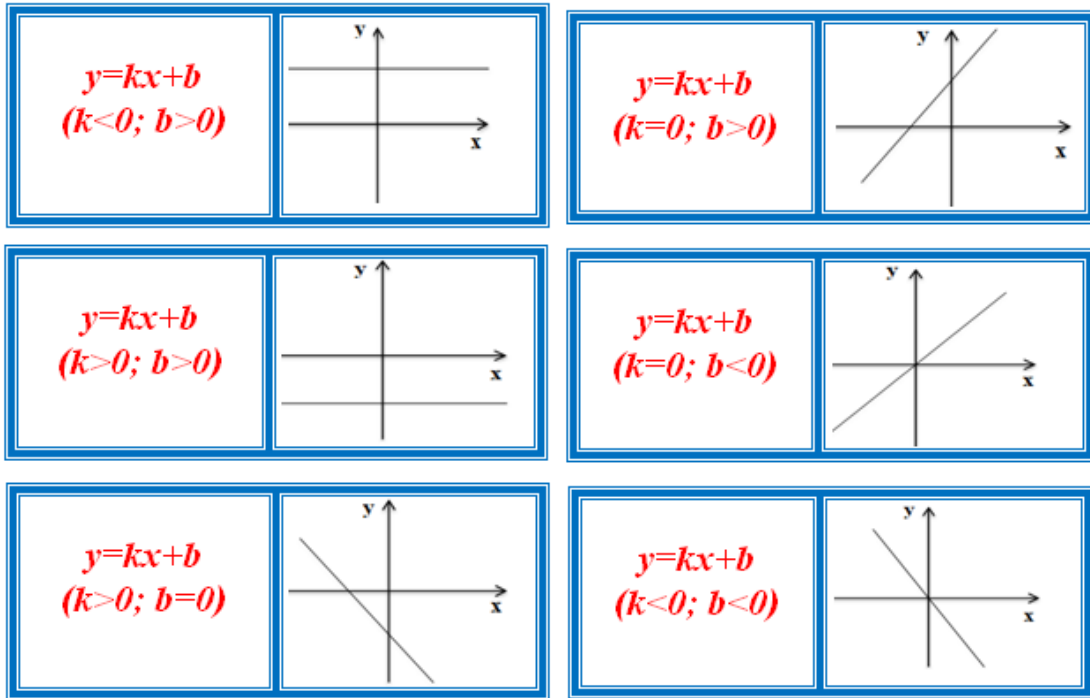 y=kx+b
(k<0; b>0)
y
x
y=kx+b
(k=0; b>0)
y
x
y=kx+b
(k>0; b>0)
y
x
y=kx+b
(k=0; b<0)
y
x
y=kx+b
(k>0; b=0)
y
x
y=kx+b
(k<0; b<0)
y
x